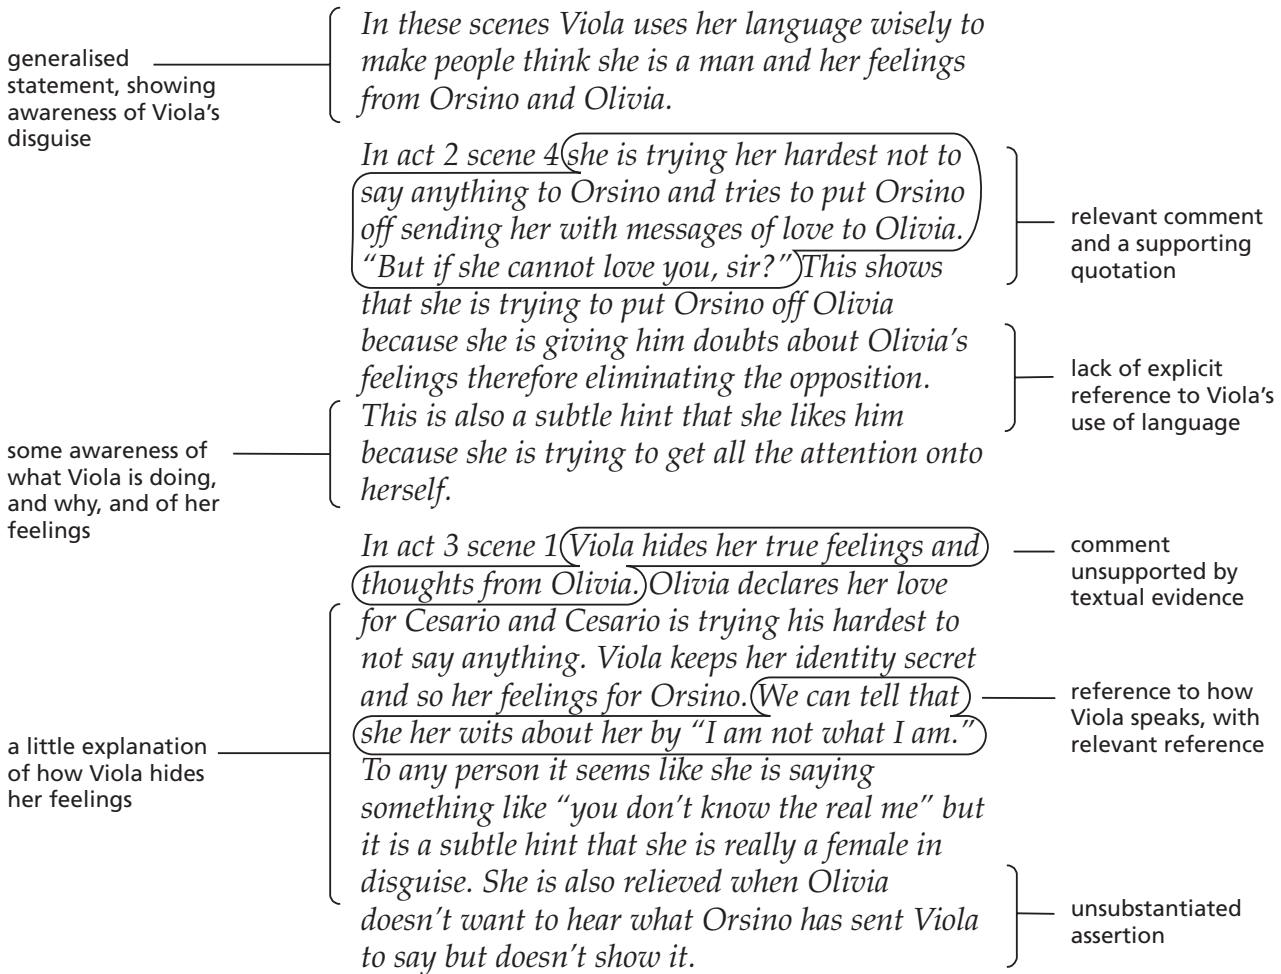 generalised
statement, showing
awareness of Viola's
disguise
In these scenes Viola uses her language wisely to
make people think she is a man and her feelings
from Orsino and Olivia.
In act 2 scene 4 she is trying her hardest not to
say anything to Orsino and tries to put Orsino
off sending her with messages of love to Olivia.
“But if she cannot love you, sir?” This shows
that she is trying to put Orsino off Olivia
because she is giving him doubts about Olivia's
feelings therefore eliminating the opposition.
This is also a subtle hint that she likes him
because she is trying to get all the attention onto
herself.
relevant comment
and a supporting
quotation
lack of explicit
reference to Viola's
use of language
some awareness of
what Viola is doing,
and why, and of her
feelings
In act 3 scene 1 Viola hides her true feelings and
thoughts from Olivia. Olivia declares her love
for Cesario and Cesario is trying his hardest to
not say anything. Viola keeps her identity secret
and so her feelings for Orsino. We can tell that
she her wits about her by “I am not what I am.”
To any person it seems like she is saying
something like “you don't know the real me” but
it is a subtle hint that she is really a female in
disguise. She is also relieved when Olivia
doesn't want to hear what Orsino has sent Viola
to say but doesn't show it.
comment
unsupported by
textual evidence
reference to how
Viola speaks, with
relevant reference
a little explanation
of how Viola hides
her feelings
unsubstantiated
assertion